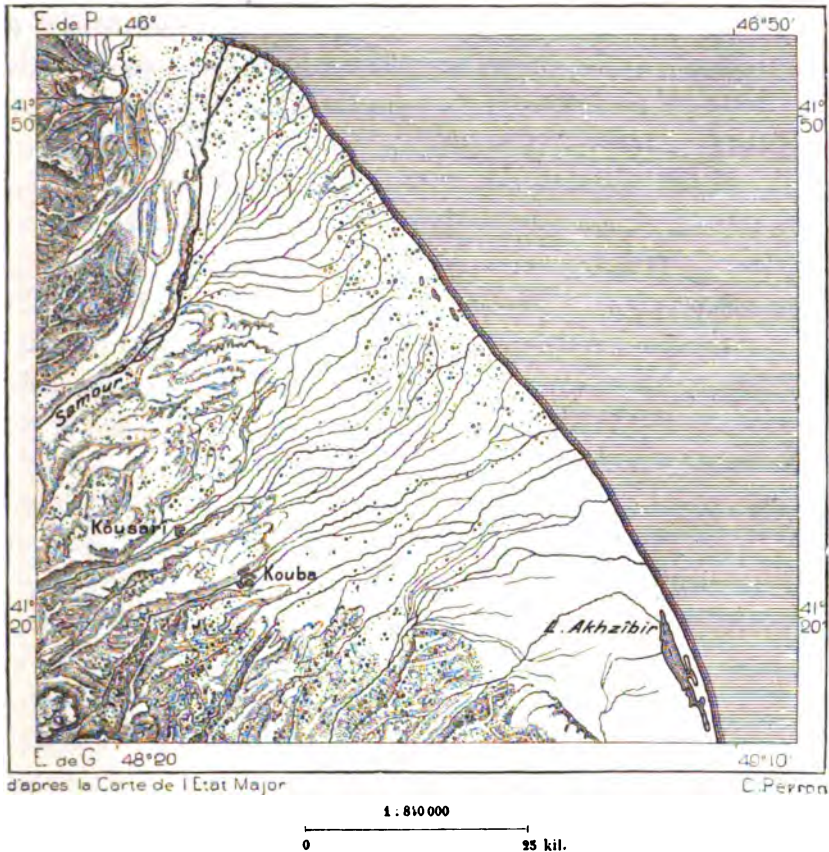 E. de P 46° 46°50'
41° 50' 41° 50'
Samour
Kousari
Kouba
41° 20' 41° 20'
L. Akhzibir
E. de G 48°20 49°10'
d'après la Carte de l'Etat Major C. Perron
1 : 840 000
0 25 kil.